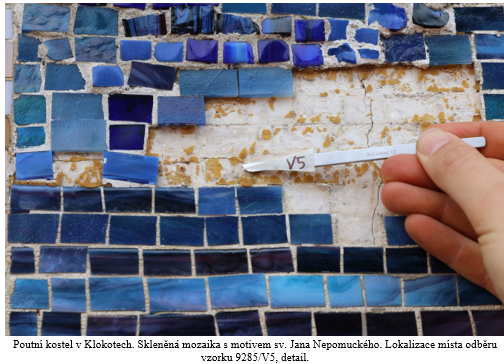 V5
Poutní kostel v Klokotech. Skleněná mozaika s motivem sv. Jana Nepomuckého. Lokalizace místa odběru
vzorku 9285/V5, detail.